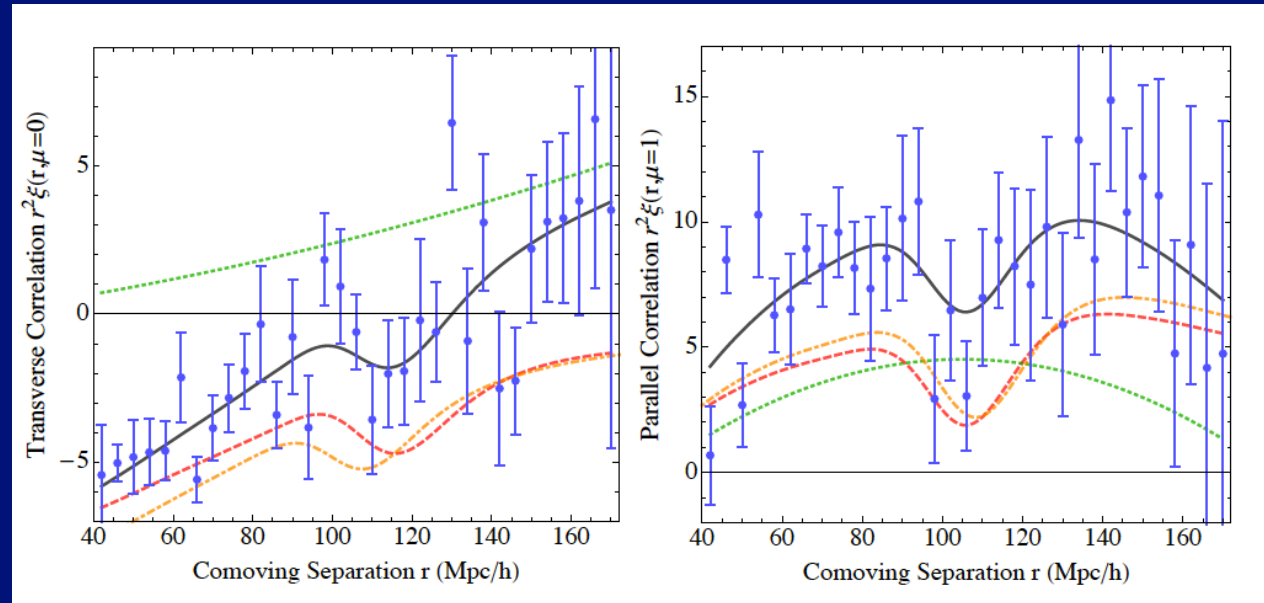 Transverse Correlation r²ξ(r,μ=0)
5
0
−5
40 60 80 100 120 140 160
Comoving Separation r (Mpc/h)
Parallel Correlation r²ξ(r,μ=1)
15
10
5
0
40 60 80 100 120 140 160
Comoving Separation r (Mpc/h)